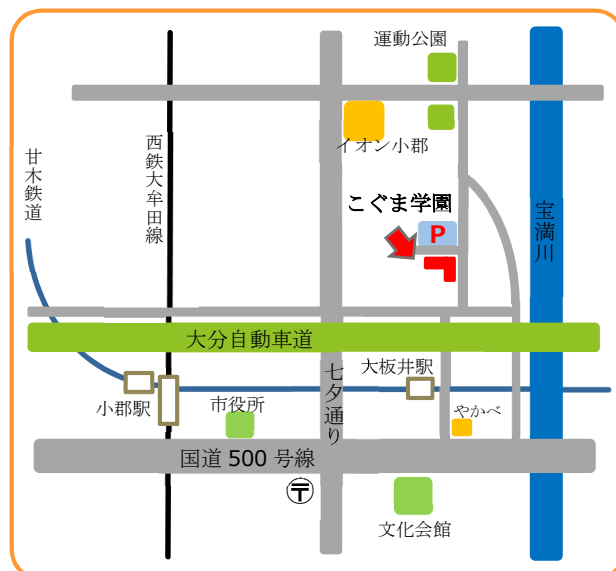 運動公園
イオン小郡
甘木鉄道
西鉄大牟田線
こぐま学園
P
宝満川
大分自動車道
七夕通り
大板井駅
小郡駅
市役所
やかべ
国道 500 号線
〒
文化会館